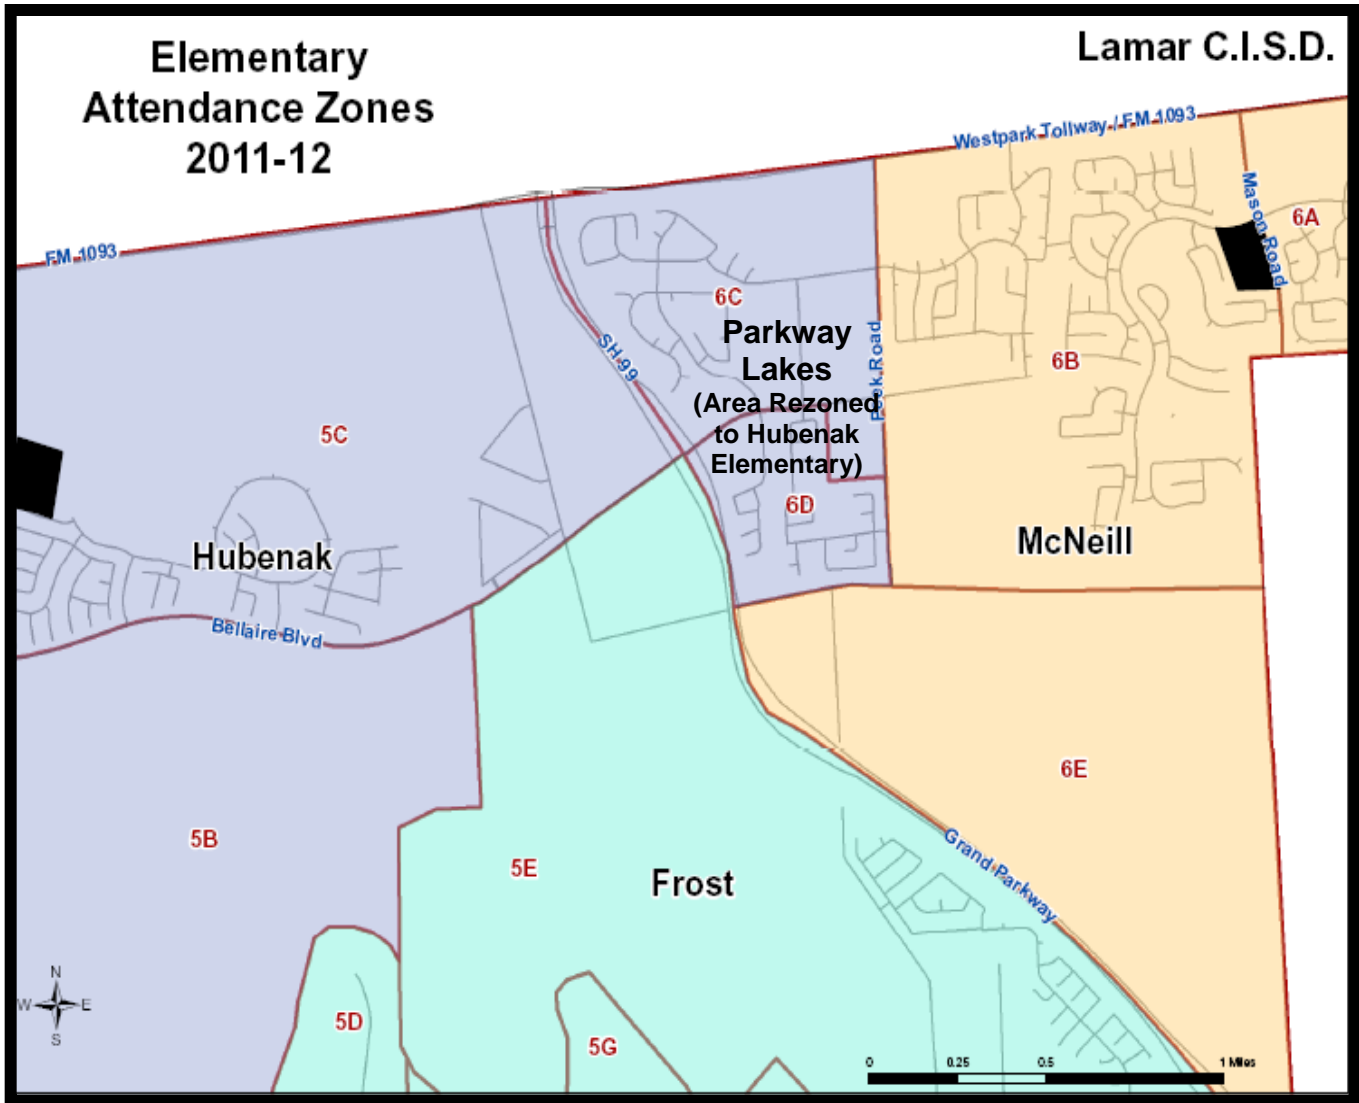 Elementary
Attendance Zones
2011-12
Lamar C.I.S.D.
Westpark Tollway / FM 1093
FM 1093
Mason Road
6A
6C
SH 99
Parkway
Lakes
(Area Rezoned
to Hubenak
Elementary)
Peek Road
6B
5C
6D
Hubenak
McNeill
Bellaire Blvd
6E
5B
5E
Frost
Grand Parkway
N
W
E
S
5D
5G
0
0.25
0.5
1 Miles